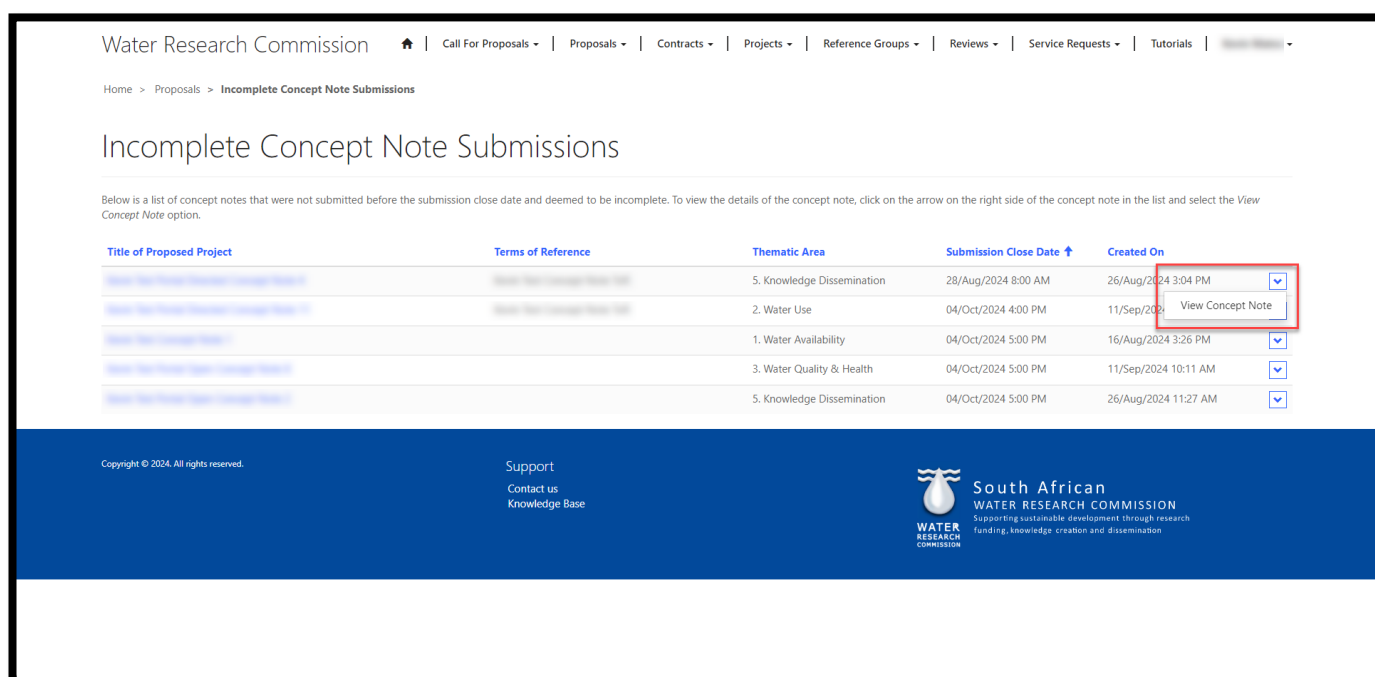 Water Research Commission Call For Proposals Proposals Contracts Projects Reference Groups Reviews Service Requests Tutorials
Home > Proposals > Incomplete Concept Note Submissions
Incomplete Concept Note Submissions
Below is a list of concept notes that were not submitted before the submission close date and deemed to be incomplete. To view the details of the concept note, click on the arrow on the right side of the concept note in the list and select the View
Concept Note option.
Title of Proposed Project Terms of Reference Thematic Area Submission Close Date Created On
5. Knowledge Dissemination 28/Aug/2024 8:00 AM 26/Aug/2024 3:04 PM
View Concept Note
2. Water Use 04/Oct/2024 4:00 PM 11/Sep/202
1. Water Availability 04/Oct/2024 5:00 PM 16/Aug/2024 3:26 PM
3. Water Quality & Health 04/Oct/2024 5:00 PM 11/Sep/2024 10:11 AM
5. Knowledge Dissemination 04/Oct/2024 5:00 PM 26/Aug/2024 11:27 AM
Copyright © 2024. All rights reserved.
Support
Contact us
Knowledge Base
WATER
RESEARCH
COMMISSION
South African
WATER RESEARCH COMMISSION
Supporting sustainable development through research
funding, knowledge creation and dissemination